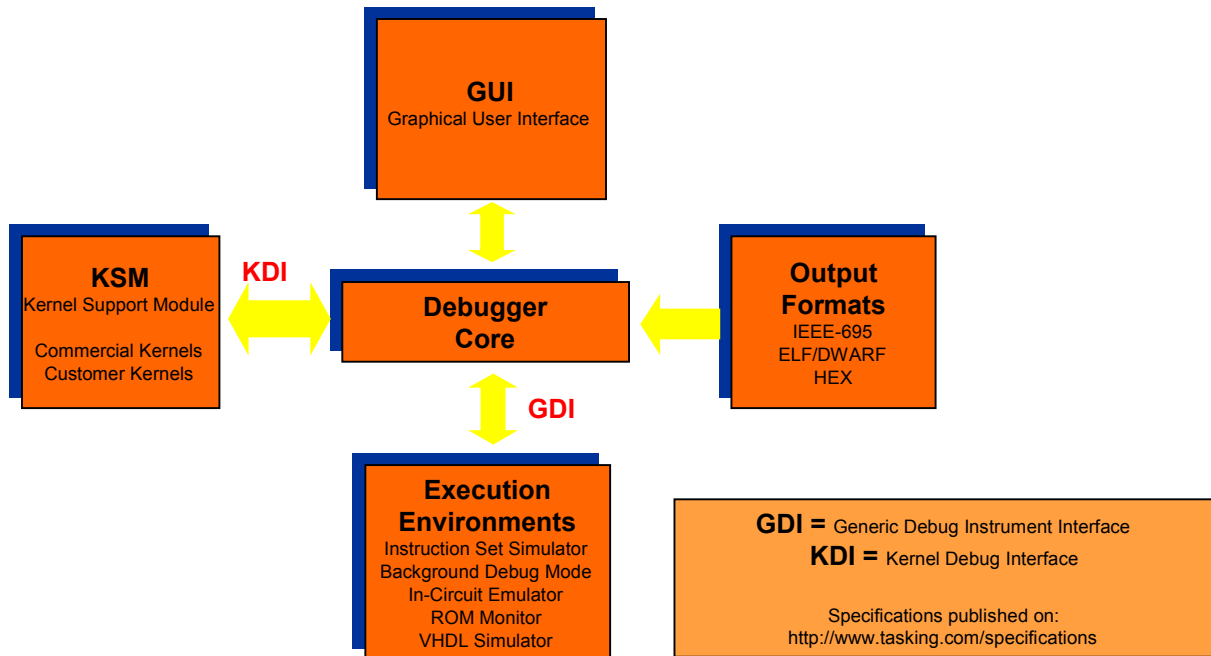 GUI
Graphical User Interface
KSM
Kernel Support Module
Commercial Kernels
Customer Kernels
KDI
Debugger
Core
Output
Formats
IEEE-695
ELF/DWARF
HEX
GDI
Execution
Environments
Instruction Set Simulator
Background Debug Mode
In-Circuit Emulator
ROM Monitor
VHDL Simulator
GDI = Generic Debug Instrument Interface
KDI = Kernel Debug Interface
Specifications published on:
http://www.tasking.com/specifications